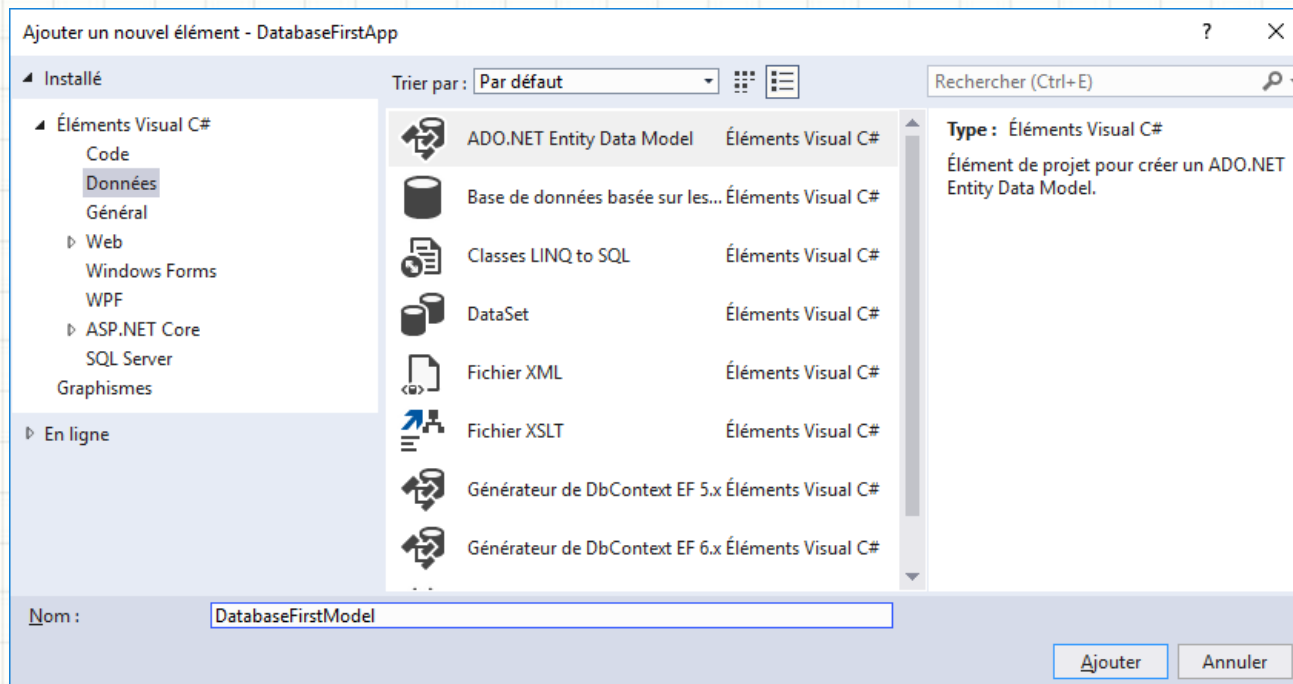 Ajouter un nouvel élément - DatabaseFirstApp
?
Installé
Trier par : Par défaut
Rechercher (Ctrl+E)
Éléments Visual C#
Code
Données
Général
Web
Windows Forms
WPF
ASP.NET Core
SQL Server
Graphismes
En ligne
ADO.NET Entity Data Model Éléments Visual C#
Base de données basée sur les... Éléments Visual C#
Classes LINQ to SQL Éléments Visual C#
DataSet Éléments Visual C#
Fichier XML Éléments Visual C#
Fichier XSLT Éléments Visual C#
Générateur de DbContext EF 5.x Éléments Visual C#
Générateur de DbContext EF 6.x Éléments Visual C#
Type : Éléments Visual C#
Élément de projet pour créer un ADO.NET
Entity Data Model.
Nom : DatabaseFirstModel
Ajouter Annuler